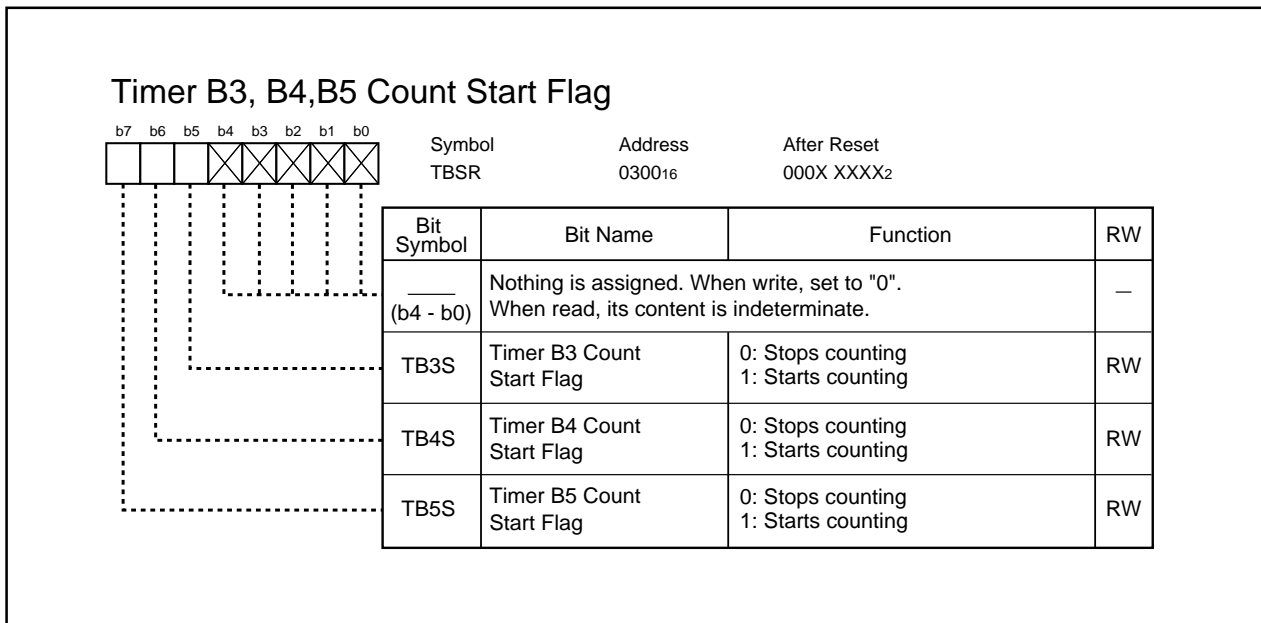 Timer B3, B4,B5 Count Start Flag
b7 b6 b5 b4 b3 b2 b1 b0
Symbol Address After Reset
TBSR 030016 000X XXXX2
Bit Symbol Bit Name Function RW
(b4 - b0) Nothing is assigned. When write, set to "0". —
When read, its content is indeterminate.
TB3S Timer B3 Count Start Flag 0: Stops counting RW
1: Starts counting
TB4S Timer B4 Count Start Flag 0: Stops counting RW
1: Starts counting
TB5S Timer B5 Count Start Flag 0: Stops counting RW
1: Starts counting